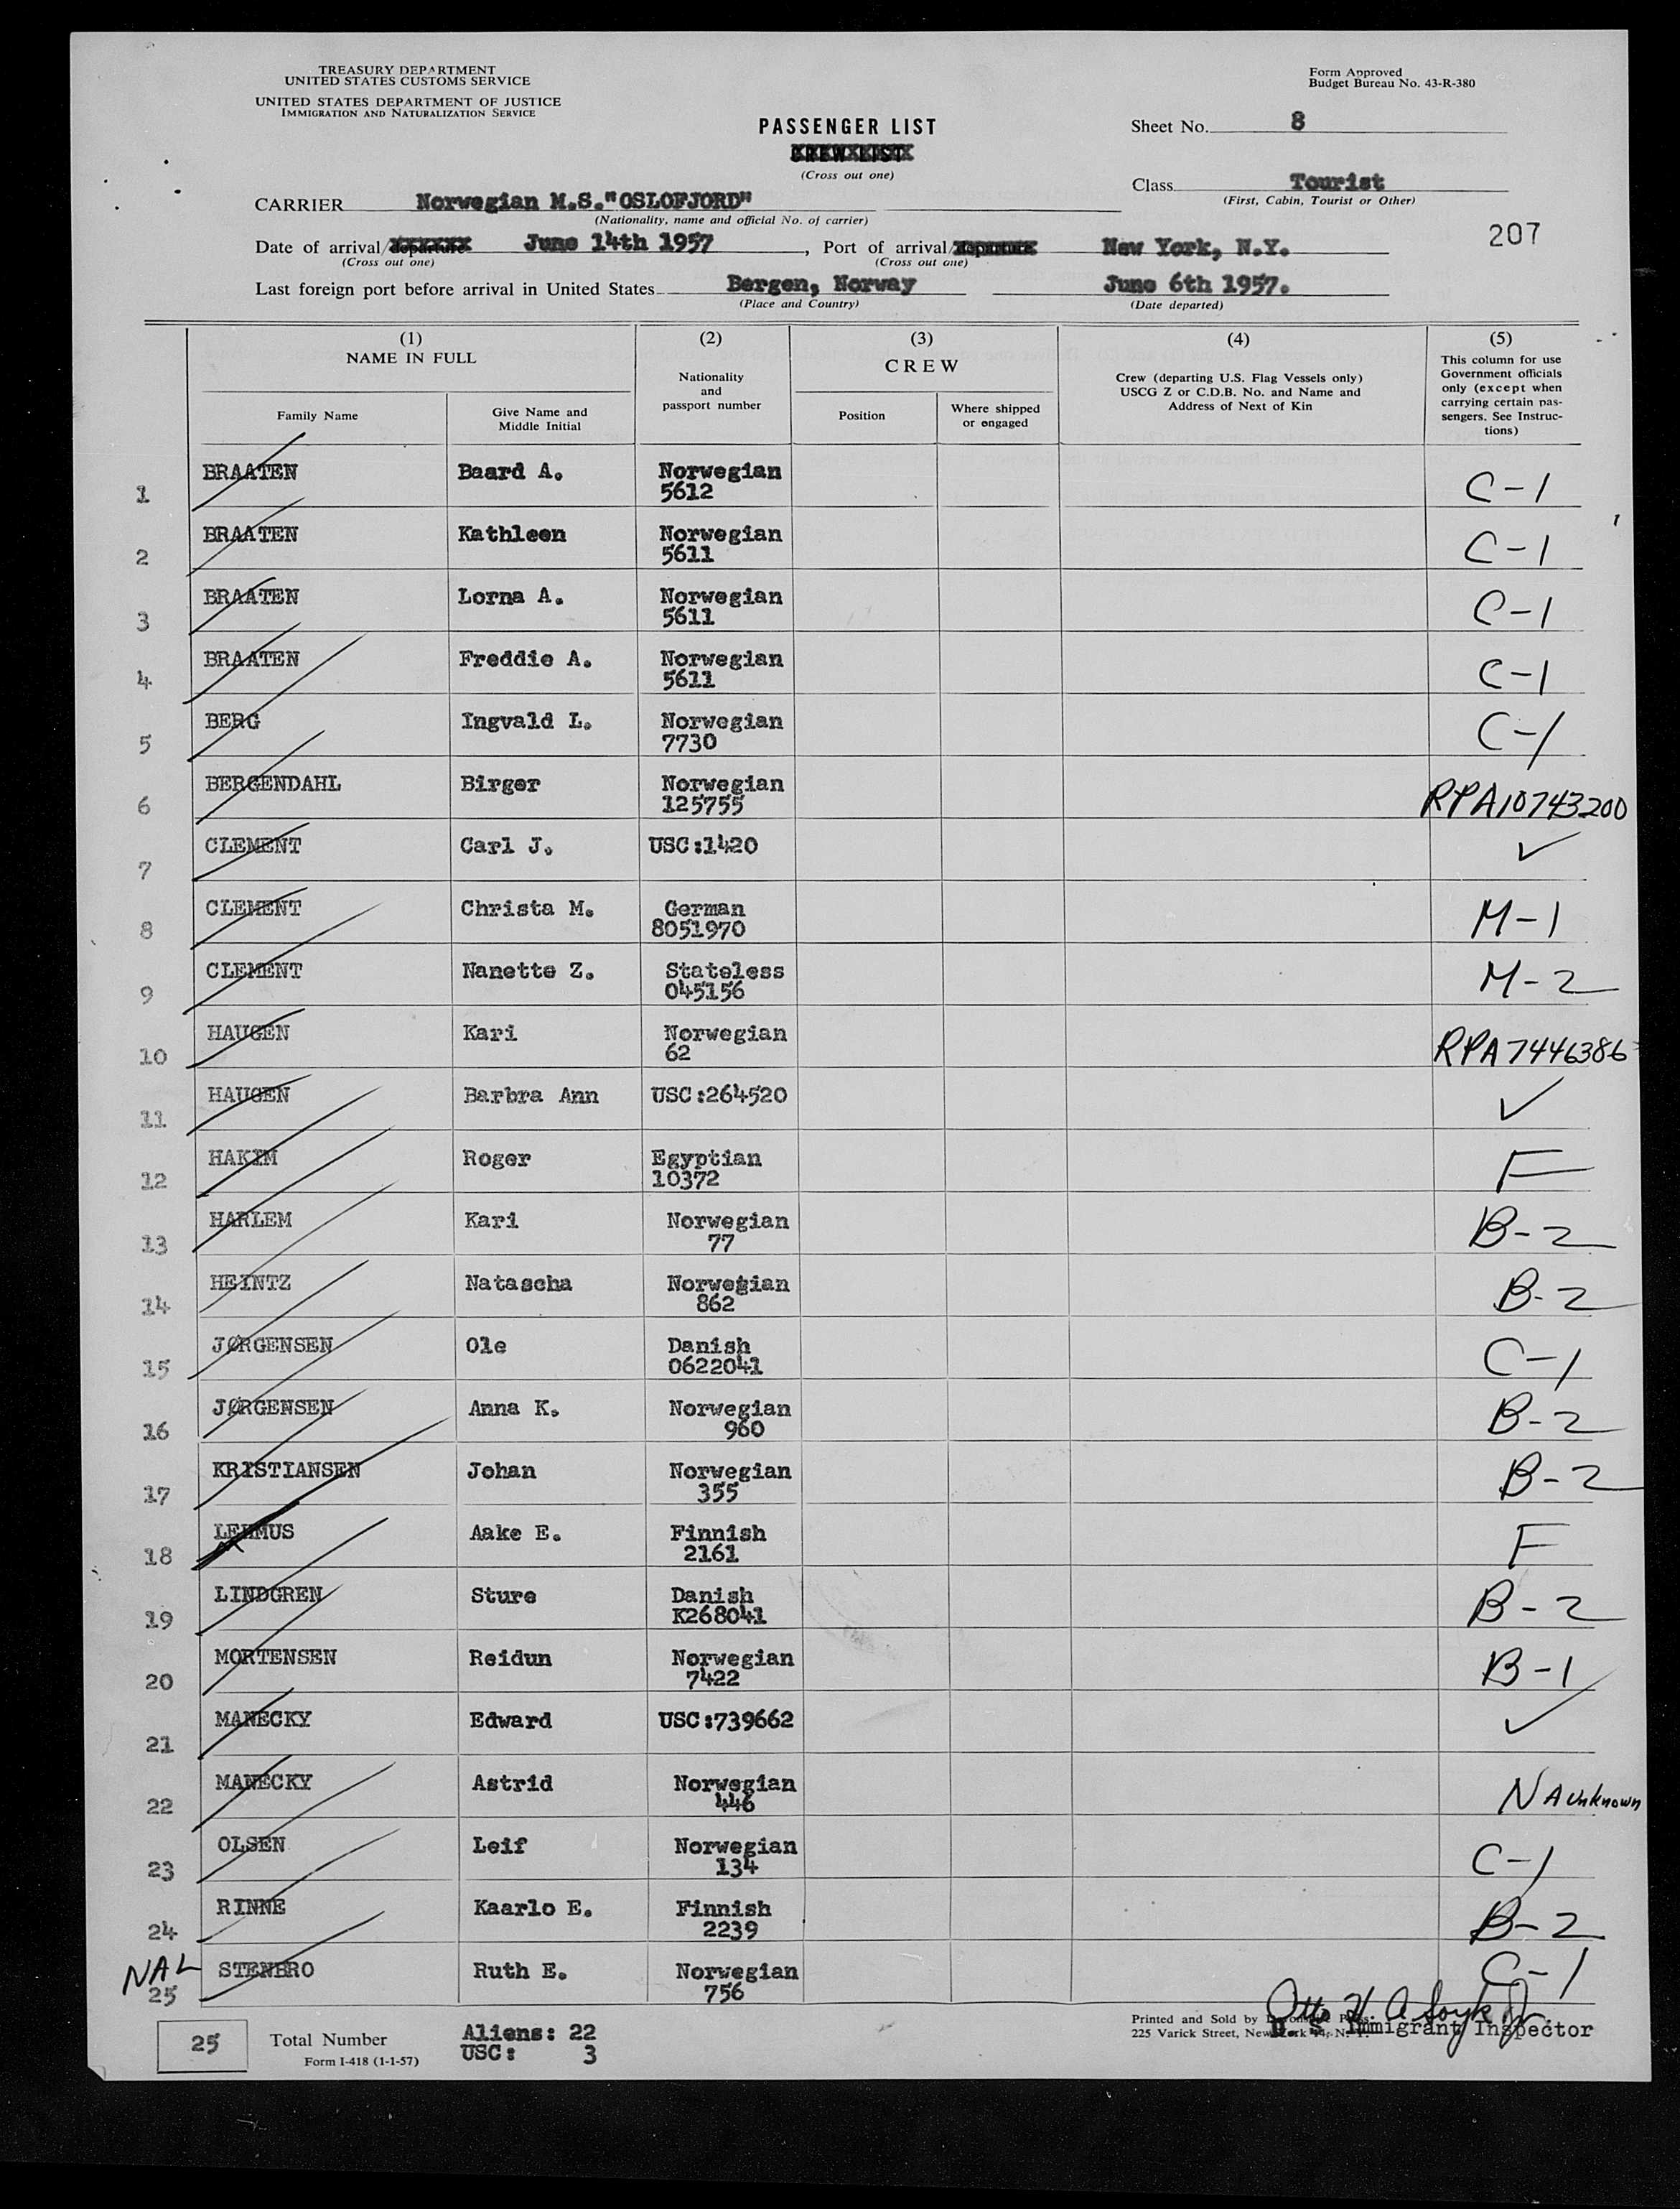 TREASURY DEPARTMENT
UNITED STATES CUSTOMS SERVICE
UNITED STATES DEPARTMENT OF JUSTICE
IMMIGRATION AND NATURALIZATION SERVICE
Form Approved
Budget Bureau No. 43-R-380
PASSENGER LIST
CREW LIST
(Cross out one)
Sheet No. 8
Class Tourist
(First, Cabin, Tourist or Other)
207
CARRIER Norwegian M.S."OSLOFJORD"
(Nationality, name and official No. of carrier)
Date of arrival/departure June 14th 1957, Port of arrival/departure New York, N.Y.
(Cross out one) (Cross out one)
Last foreign port before arrival in United States Bergen, Norway June 6th 1957.
(Place and Country) (Date departed)
(1) NAME IN FULL
Family Name
Give Name and Middle Initial
(2) Nationality and passport number
(3) CREW
Position
Where shipped or engaged
(4) Crew (departing U.S. Flag Vessels only) USCG Z or C.D.B. No. and Name and Address of Next of Kin
(5) This column for use Government officials only (except when carrying certain passengers. See Instructions)
1 BRAATEN Baard A. Norwegian 5612 C-1
2 BRAATEN Kathleen Norwegian 5611 C-1
3 BRAATEN Lorna A. Norwegian 5611 C-1
4 BRAATEN Freddie A. Norwegian 5611 C-1
5 BERG Ingvald L. Norwegian 7730 C-1
6 BERGENDAHL Birger Norwegian 125755 RPA10743200
7 CLEMENT Carl J. USC:1420 ✓
8 CLEMENT Christa M. German 8051970 M-1
9 CLEMENT Nanette Z. Stateless 045156 M-2
10 HAUGEN Kari Norwegian 62 RPA7446386
11 HAUGEN Barbra Ann USC:264520 ✓
12 HAKIM Roger Egyptian 10372 F
13 HARLEM Kari Norwegian 77 B-2
14 HEINTZ Natascha Norwegian 862 B-2
15 JØRGENSEN Ole Danish 0622041 C-1
16 JØRGENSEN Anna K. Norwegian 960 B-2
17 KRISTIANSEN Johan Norwegian 355 B-2
18 LEHMUS Aake E. Finnish 2161 F
19 LINDGREN Sture Danish K268041 B-2
20 MORTENSEN Reidun Norwegian 7422 B-1
21 MANECKY Edward USC:739662 ✓
22 MANECKY Astrid Norwegian 446 NA unknown
23 OLSEN Leif Norwegian 134 C-1
24 RINNE Kaarlo E. Finnish 2239 B-2
NAL
25 STENBRO Ruth E. Norwegian 756 C-1
25 Total Number
Form I-418 (1-1-57)
Aliens: 22
USC: 3
Printed and Sold by
225 Varick Street, New York
Otto H. A.
U. S. Immigrant Inspector